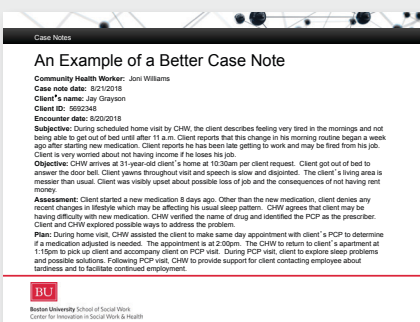 Case Notes
An Example of a Better Case Note
Community Health Worker: Joni Williams
Case note date: 8/21/2018
Client's name: Jay Grayson
Client ID: 5692348
Encounter date: 8/20/2018
Subjective: During scheduled home visit by CHW, the client describes feeling very tired in the mornings and not
being able to get out of bed until after 11 a.m. Client reports that this change in his morning routine began a week
ago after starting new medication. Client reports he has been late getting to work and may be fired from his job.
Client is very worried about not having income if he loses his job.
Objective: CHW arrives at 31-year-old client's home at 10:30am per client request. Client got out of bed to
answer the door bell. Client yawns throughout visit and speech is slow and disjointed. The client's living area is
messier than usual. Client was visibly upset about possible loss of job and the consequences of not having rent
money.
Assessment: Client started a new medication 8 days ago. Other than the new medication, client denies any
recent changes in lifestyle which may be affecting his usual sleep pattern. CHW agrees that client may be
having difficulty with new medication. CHW verified the name of drug and identified the PCP as the prescriber.
Client and CHW explored possible ways to address the problem.
Plan: During home visit, CHW assisted the client to make same day appointment with client's PCP to determine
if a medication adjusted is needed. The appointment is at 2:00pm. The CHW to return to client's apartment at
1:15pm to pick up client and accompany client on PCP visit. During PCP visit, client to explore sleep problems
and possible solutions. Following PCP visit, CHW to provide support for client contacting employee about
tardiness and to facilitate continued employment.
BU
Boston University School of Social Work
Center for Innovation in Social Work & Health